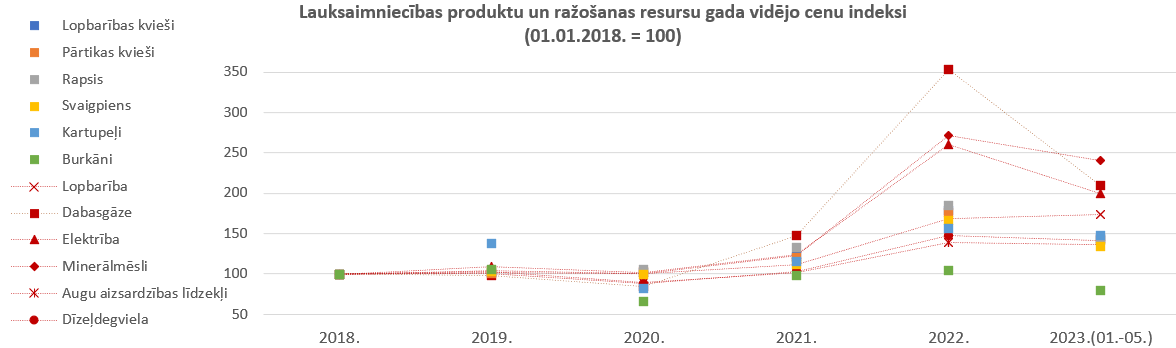 Lauksaimniecības produktu un ražošanas resursu gada vidējo cenu indeksi
(01.01.2018. = 100)
Lopbarības kvieši
Pārtikas kvieši
Rapsis
Svaigpiens
Kartupeļi
Burkāni
Lopbarība
Dabasgāze
Elektrība
Minerālmēsli
Augu aizsardzības līdzekļi
Dīzeļdegviela
350
300
250
200
150
100
50
2018.
2019.
2020.
2021.
2022.
2023.(01.-05.)